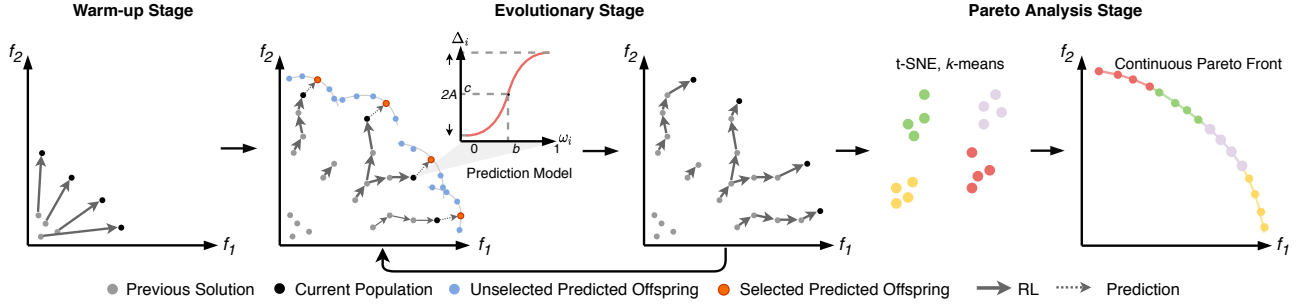 Warm-up Stage
Evolutionary Stage
Pareto Analysis Stage
f2
f1
f2
f1
Δi
2A
c
0
b
1
ωi
Prediction Model
f2
f1
t-SNE, k-means
f2
Continuous Pareto Front
f1
Previous Solution
Current Population
Unselected Predicted Offspring
Selected Predicted Offspring
RL
Prediction